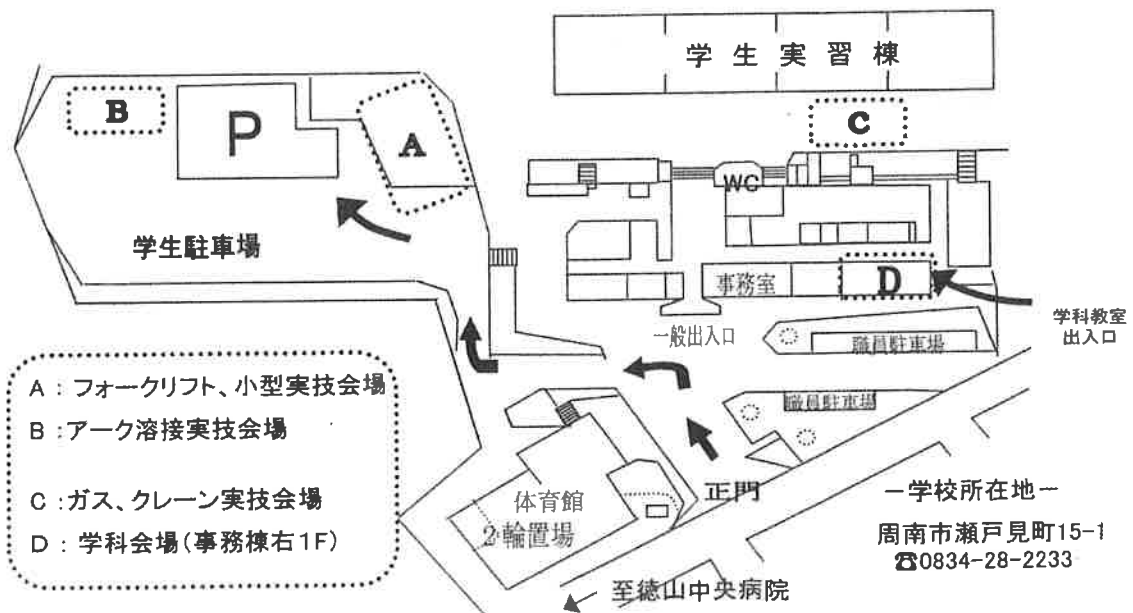 学生実習棟
B
P
A
C
WC
学生駐車場
事務室
D
学科教室
出入口
一般出入口
職員駐車場
職員駐車場
A：フォークリフト、小型実技会場
B：アーク溶接実技会場
C：ガス、クレーン実技会場
D：学科会場(事務棟右1F)
体育館
2輪置場
正門
－学校所在地－
周南市瀬戸見町15-1
☎0834-28-2233
至徳山中央病院